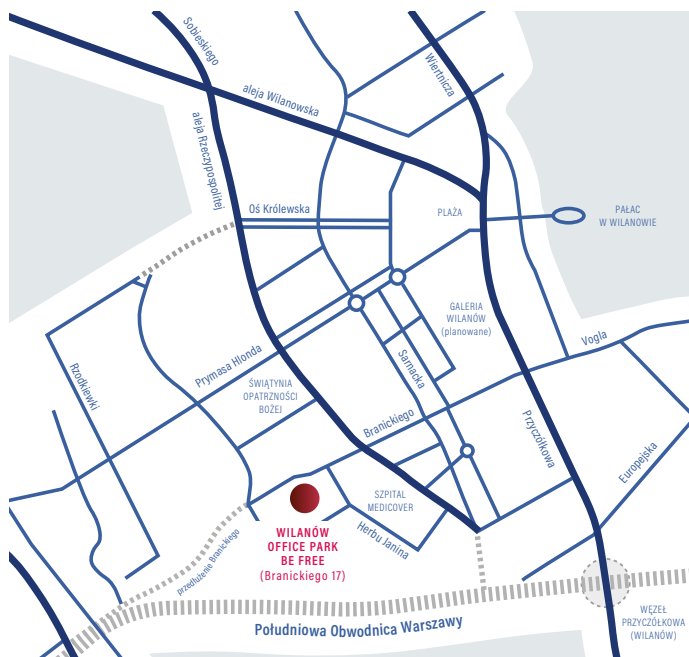 Sobieskiego
Wiertnicza
aleja Wilanowska
aleja Rzeczypospolitej
Oś Królewska
PLAŻA
PAŁAC
W WILANOWIE
GALERIA
WILANÓW
(planowane)
Vogla
Rzodkiewki
Prymasa Hlonda
Sarnacka
ŚWIĄTYNIA
OPATRZNOŚCI
BOŻEJ
Branickiego
Przyczółkowa
Europejska
SZPITAL
MEDICOVER
Herbu Janina
WILANÓW
OFFICE PARK
BE FREE
(Branickiego 17)
przedłużenie Branickiego
Południowa Obwodnica Warszawy
WĘZEŁ
PRZYCZÓŁKOWA
(WILANÓW)